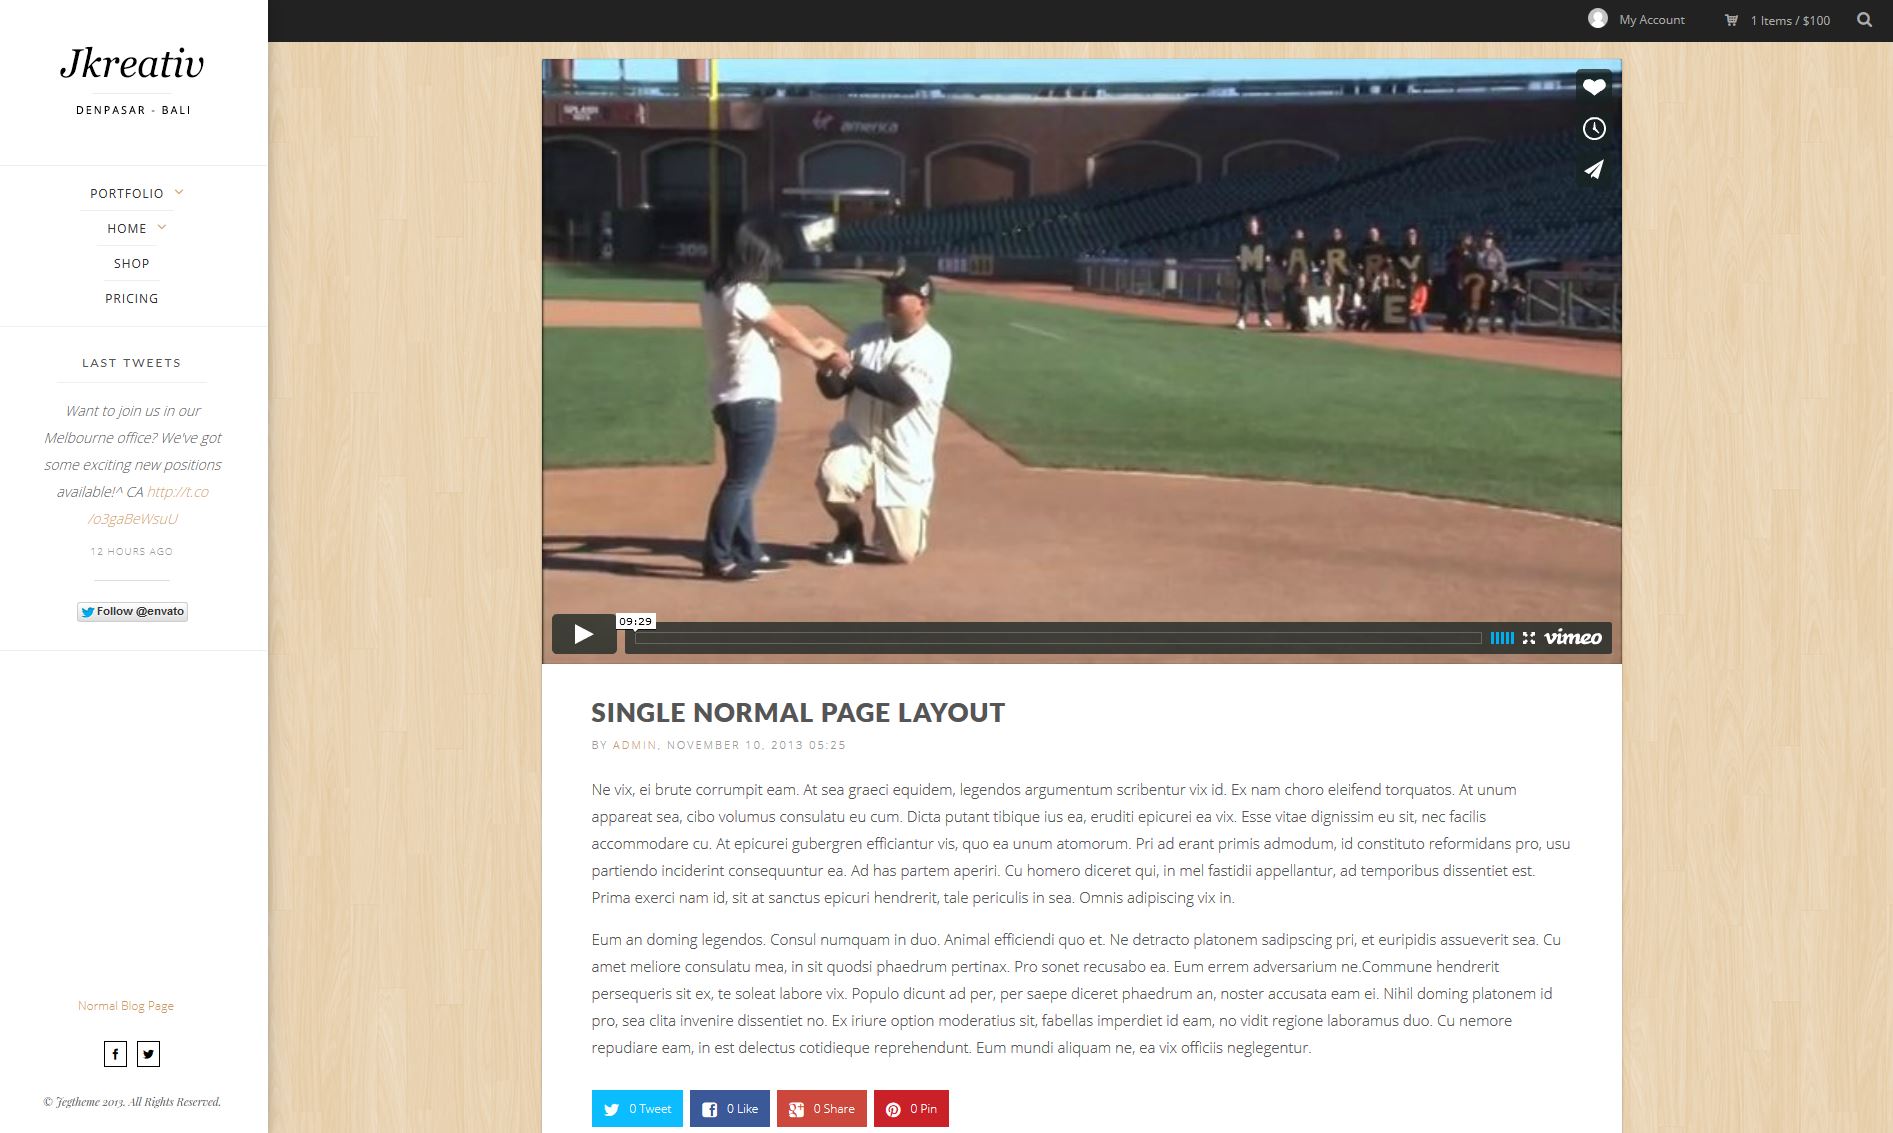 Jkreativ
DENPASAR - BALI
PORTFOLIO
HOME
SHOP
PRICING
LAST TWEETS
Want to join us in our
Melbourne office? We've got
some exciting new positions
available!^ CA http://t.co
/o3gaBeWsuU
12 HOURS AGO
Follow @envato
Normal Blog Page
© Jegtheme 2013. All Rights Reserved.
My Account
1 Items / $100
SPLASH
america
309
MARRY
ME?
09:29
vimeo
SINGLE NORMAL PAGE LAYOUT
BY ADMIN, NOVEMBER 10, 2013 05:25
Ne vix, ei brute corrumpit eam. At sea graeci equidem, legendos argumentum scribentur vix id. Ex nam choro eleifend torquatos. At unum
appareat sea, cibo volumus consulatu eu cum. Dicta putant tibique ius ea, eruditi epicurei ea vix. Esse vitae dignissim eu sit, nec facilis
accommodare cu. At epicurei gubergren efficiantur vis, quo ea unum atomorum. Pri ad erant primis admodum, id constituto reformidans pro, usu
partiendo inciderint consequuntur ea. Ad has partem aperiri. Cu homero diceret qui, in mel fastidii appellantur, ad temporibus dissentiet est.
Prima exerci nam id, sit at sanctus epicuri hendrerit, tale periculis in sea. Omnis adipiscing vix in.
Eum an doming legendos. Consul numquam in duo. Animal efficiendi quo et. Ne detracto platonem sadipscing pri, et euripidis assueverit sea. Cu
amet meliore consulatu mea, in sit quodsi phaedrum pertinax. Pro sonet recusabo ea. Eum errem adversarium ne.Commune hendrerit
persequeris sit ex, te soleat labore vix. Populo dicunt ad per, per saepe diceret phaedrum an, noster accusata eam ei. Nihil doming platonem id
pro, sea clita invenire dissentiet no. Ex iriure option moderatius sit, fabellas imperdiet id eam, no vidit regione laboramus duo. Cu nemore
repudiare eam, in est delectus cotidieque reprehendunt. Eum mundi aliquam ne, ea vix officiis neglegentur.
0 Tweet
0 Like
0 Share
0 Pin